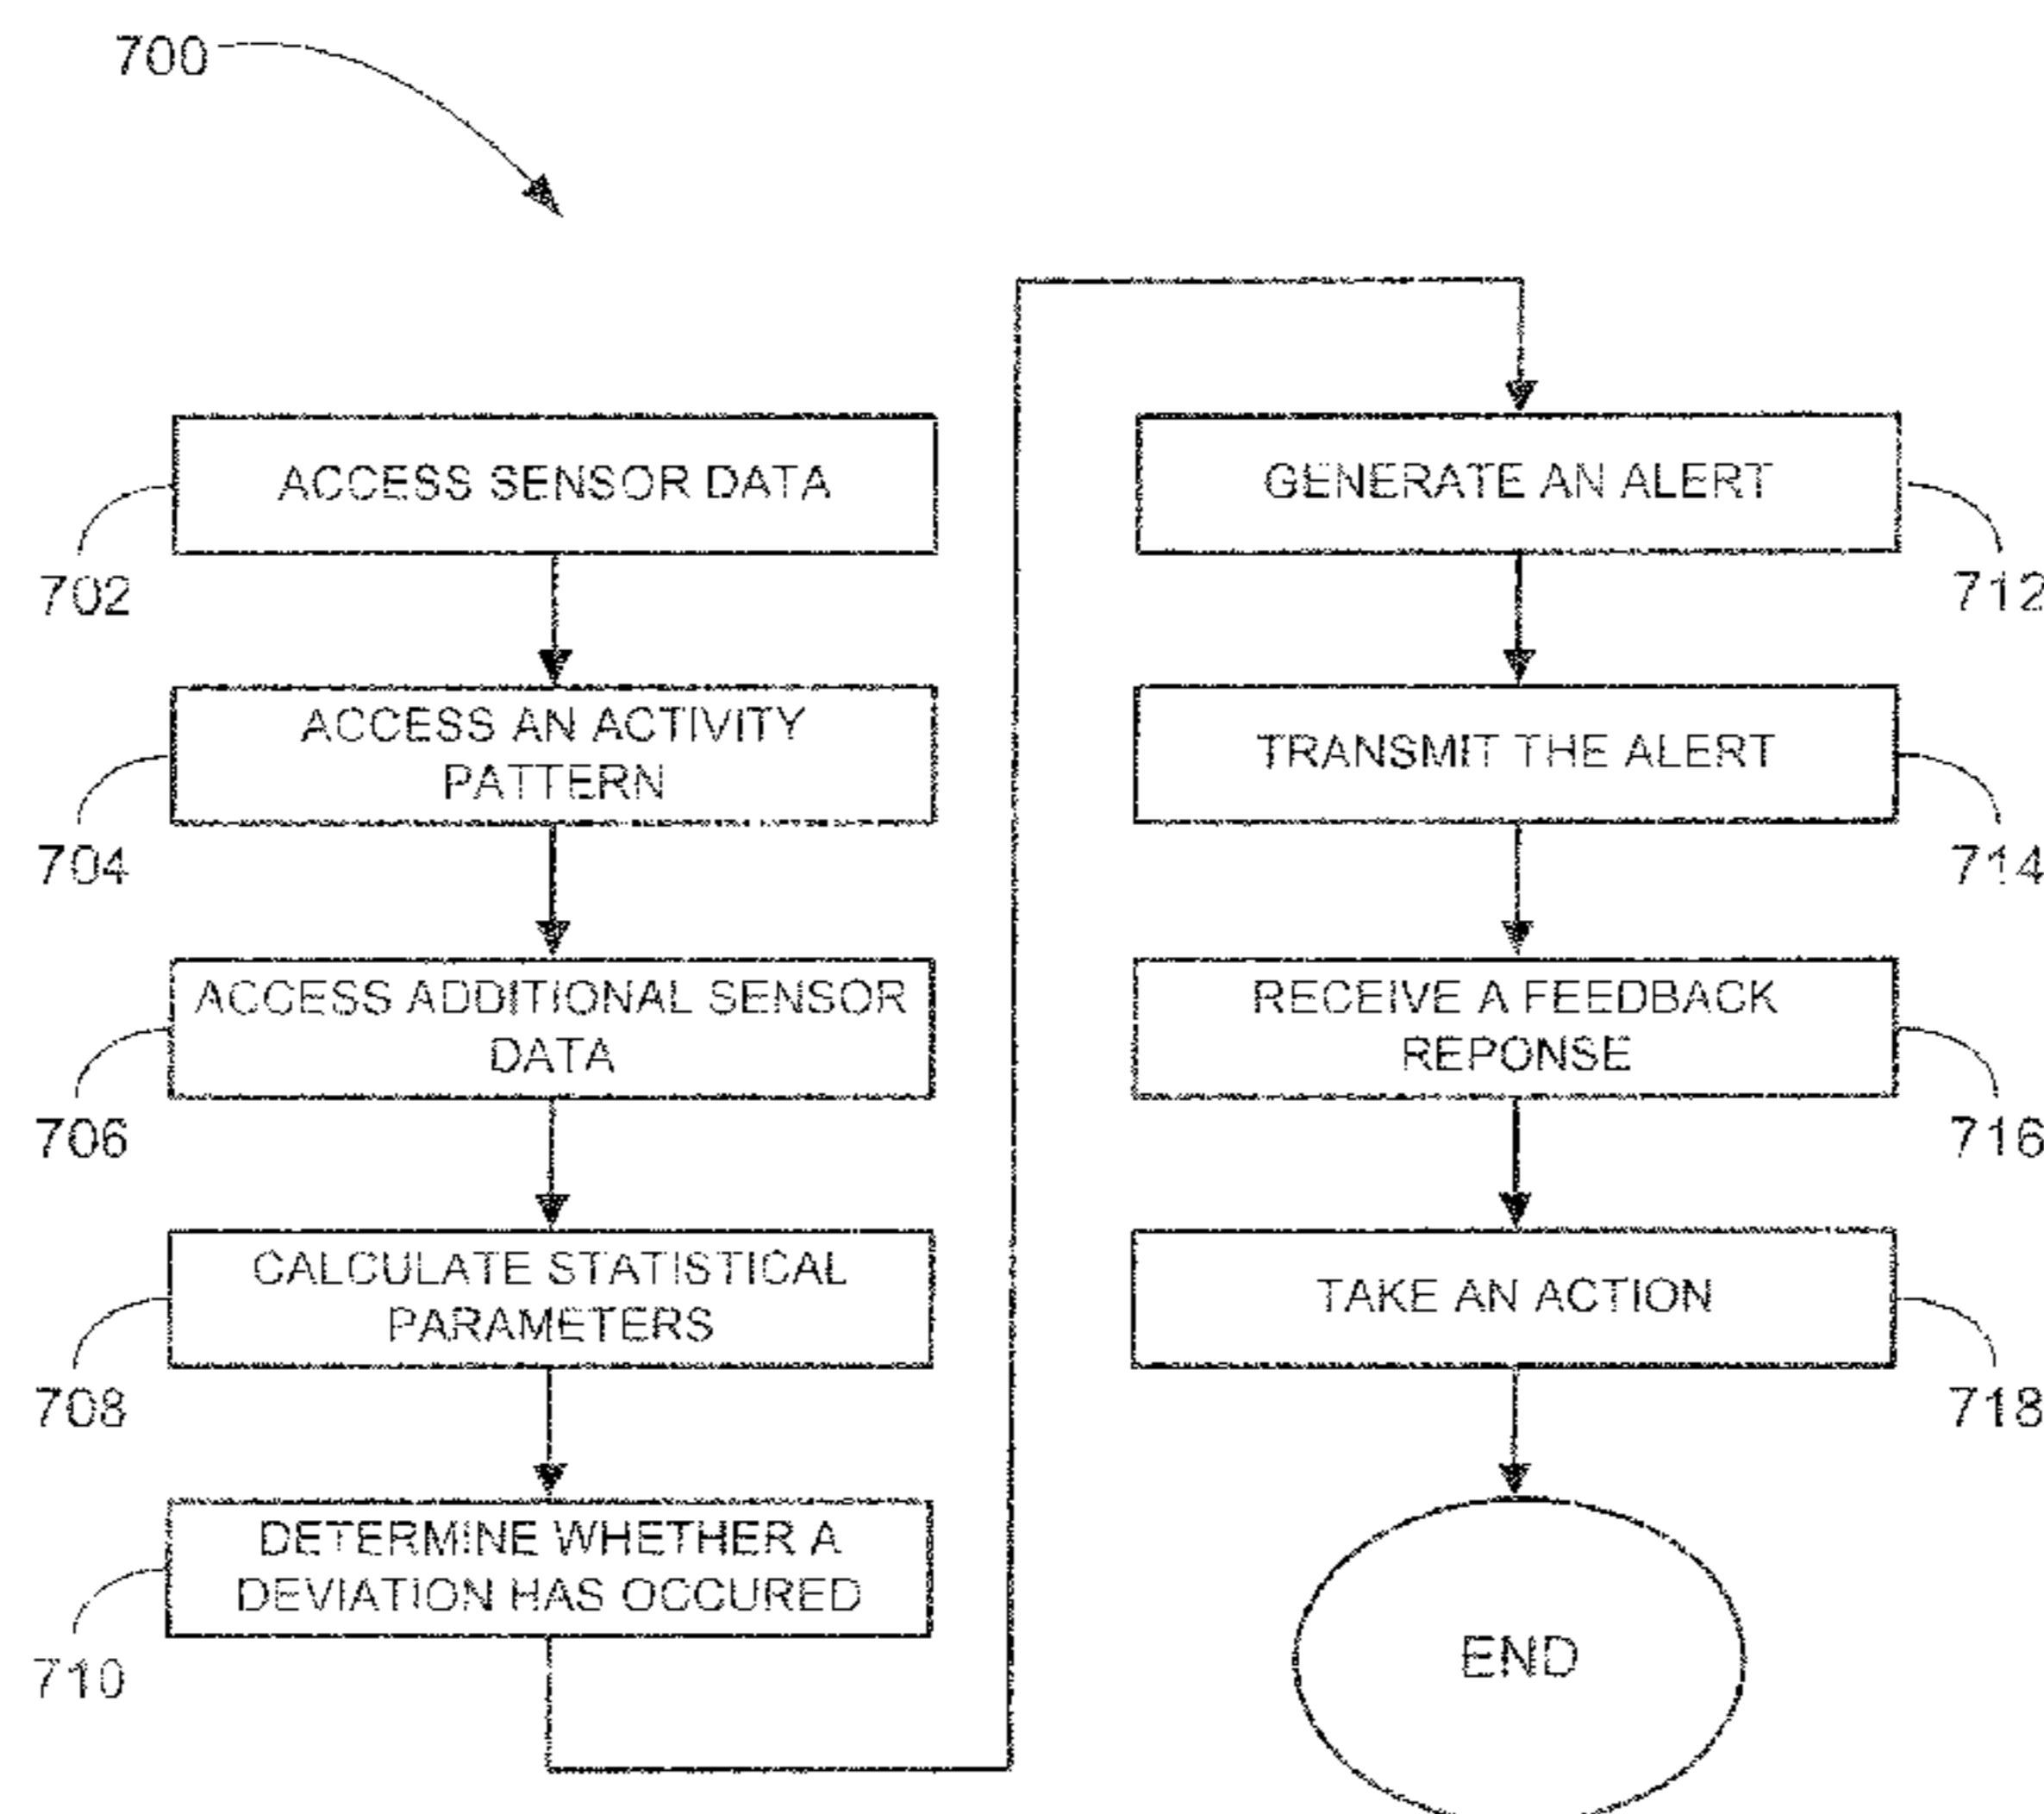 700
ACCESS SENSOR DATA
702
ACCESS AN ACTIVITY
PATTERN
704
ACCESS ADDITIONAL SENSOR
DATA
706
CALCULATE STATISTICAL
PARAMETERS
708
DETERMINE WHETHER A
DEVIATION HAS OCCURED
710
GENERATE AN ALERT
712
TRANSMIT THE ALERT
714
RECEIVE A FEEDBACK
REPONSE
716
TAKE AN ACTION
718
END